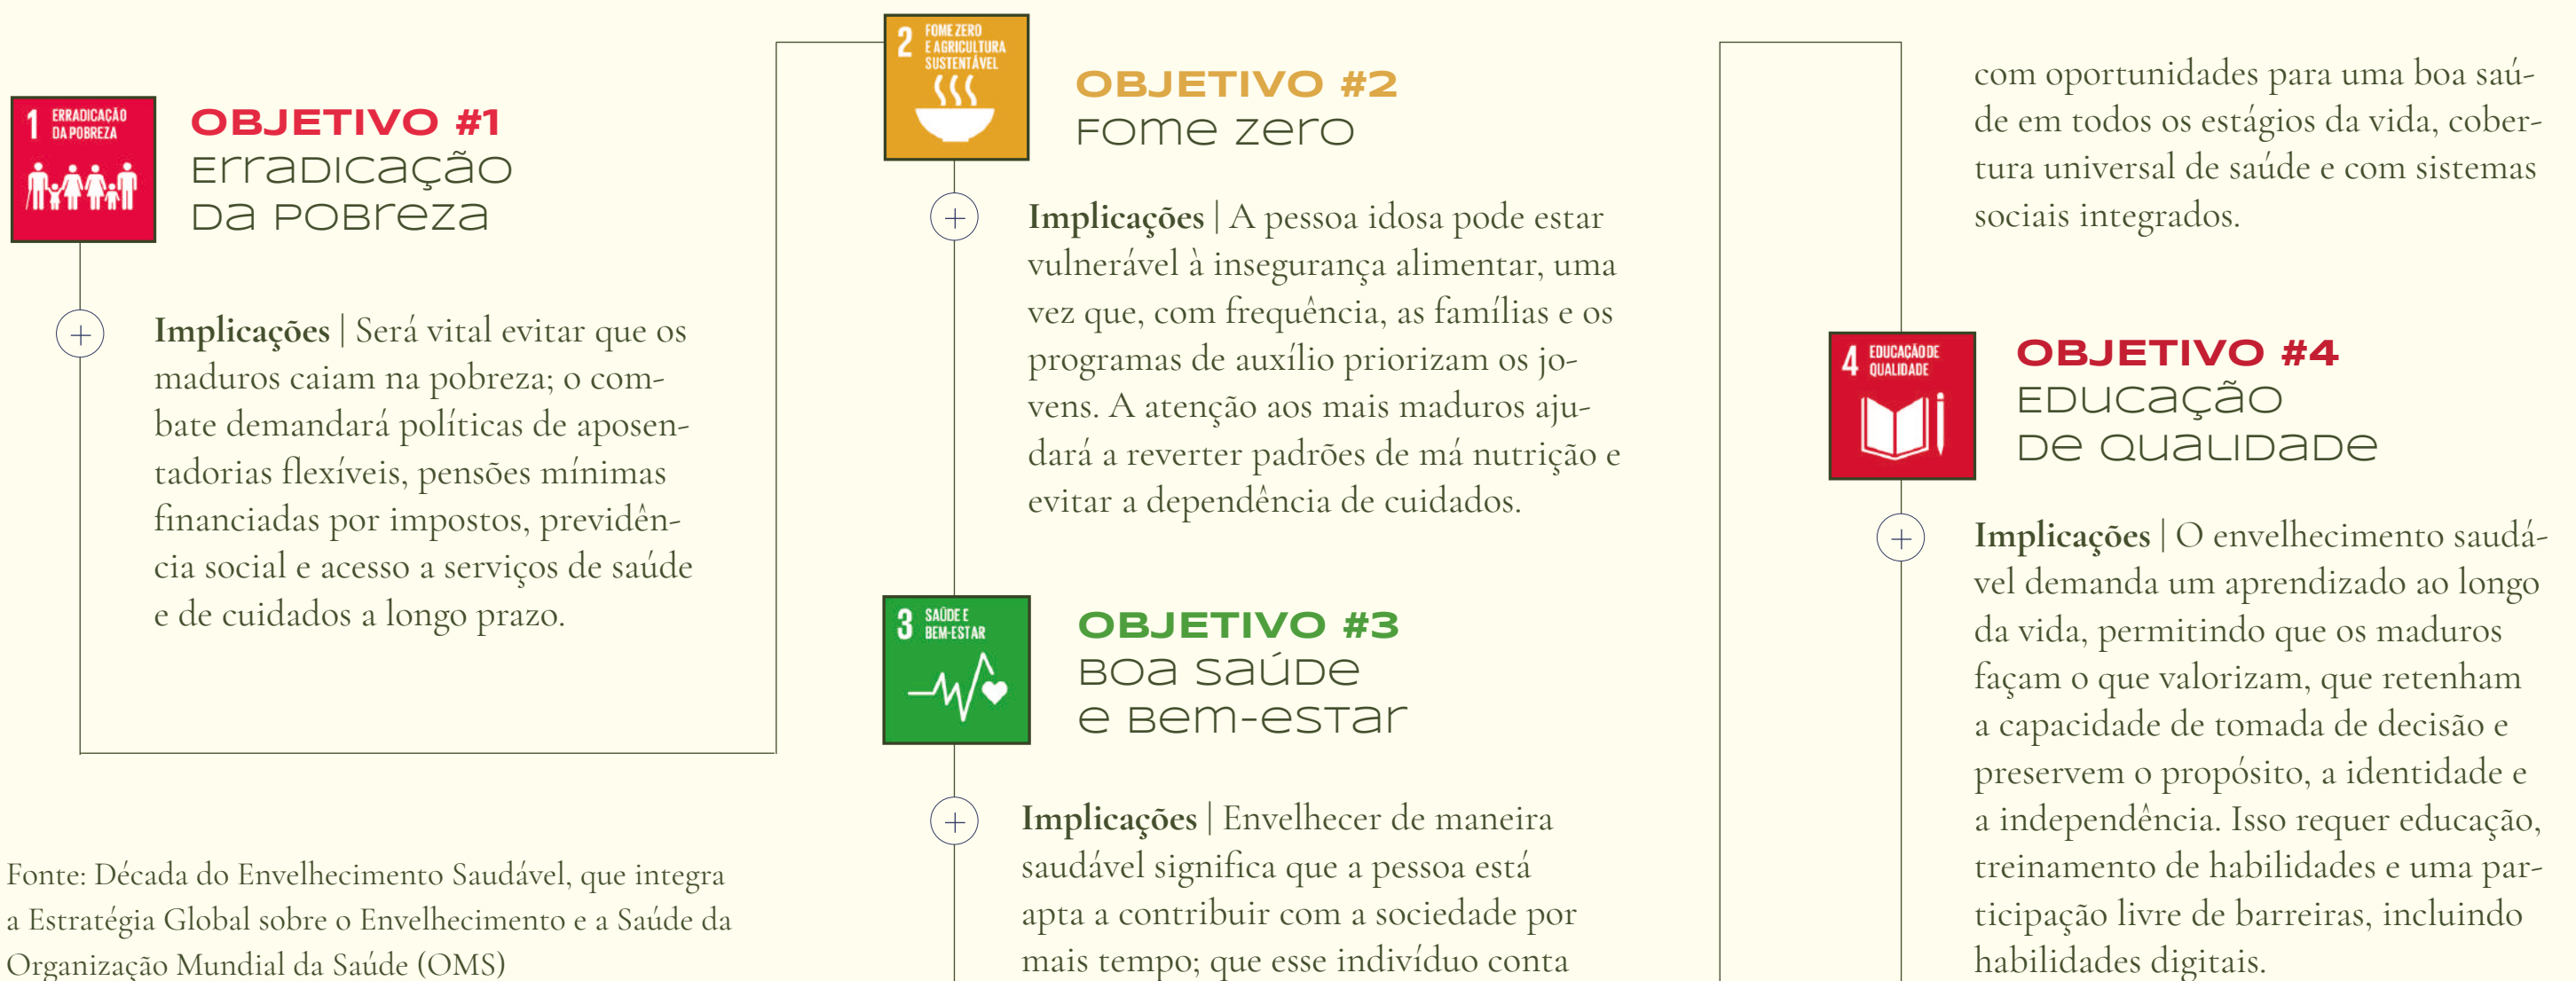 1 ERRADICAÇÃO
DA POBREZA
OBJETIVO #1
Erradicação
da pobreza
Implicações | Será vital evitar que os
maduros caiam na pobreza; o com-
bate demandará políticas de aposen-
tadorias flexíveis, pensões mínimas
financiadas por impostos, previdên-
cia social e acesso a serviços de saúde
e de cuidados a longo prazo.
Fonte: Década do Envelhecimento Saudável, que integra
a Estratégia Global sobre o Envelhecimento e a Saúde da
Organização Mundial da Saúde (OMS)
2 FOME ZERO
E AGRICULTURA
SUSTENTÁVEL
OBJETIVO #2
Fome zero
Implicações | A pessoa idosa pode estar
vulnerável à insegurança alimentar, uma
vez que, com frequência, as famílias e os
programas de auxílio priorizam os jo-
vens. A atenção aos mais maduros aju-
dará a reverter padrões de má nutrição e
evitar a dependência de cuidados.
3 SAÚDE E
BEM-ESTAR
OBJETIVO #3
Boa saúde
e bem-estar
Implicações | Envelhecer de maneira
saudável significa que a pessoa está
apta a contribuir com a sociedade por
mais tempo; que esse indivíduo conta
com oportunidades para uma boa saú-
de em todos os estágios da vida, cober-
tura universal de saúde e com sistemas
sociais integrados.
4 EDUCAÇÃO DE
QUALIDADE
OBJETIVO #4
Educação
de qualidade
Implicações | O envelhecimento saudá-
vel demanda um aprendizado ao longo
da vida, permitindo que os maduros
façam o que valorizam, que retenham
a capacidade de tomada de decisão e
preservem o propósito, a identidade e
a independência. Isso requer educação,
treinamento de habilidades e uma par-
ticipação livre de barreiras, incluindo
habilidades digitais.